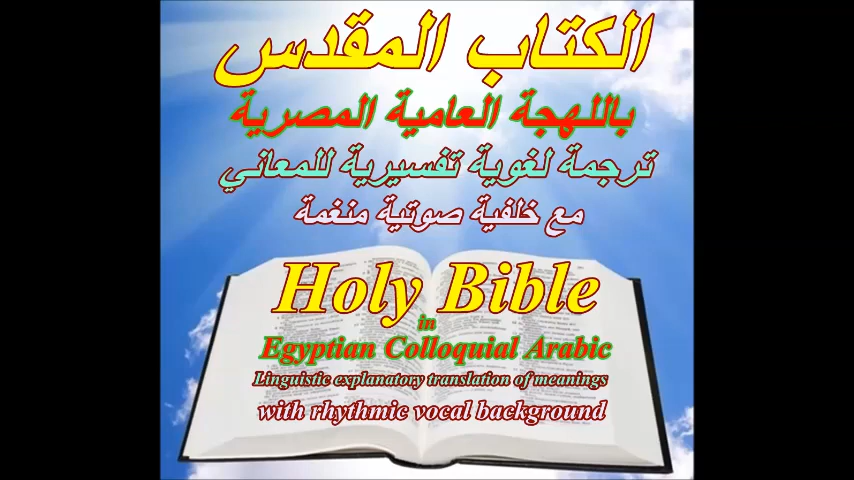 الكتاب المقدس
باللهجة العامية المصرية
ترجمة لغوية تفسيرية للمعاني
مع خلفية صوتية منغمة
Holy Bible
in
Egyptian Colloquial Arabic
Linguistic explanatory translation of meanings
with rhythmic vocal background